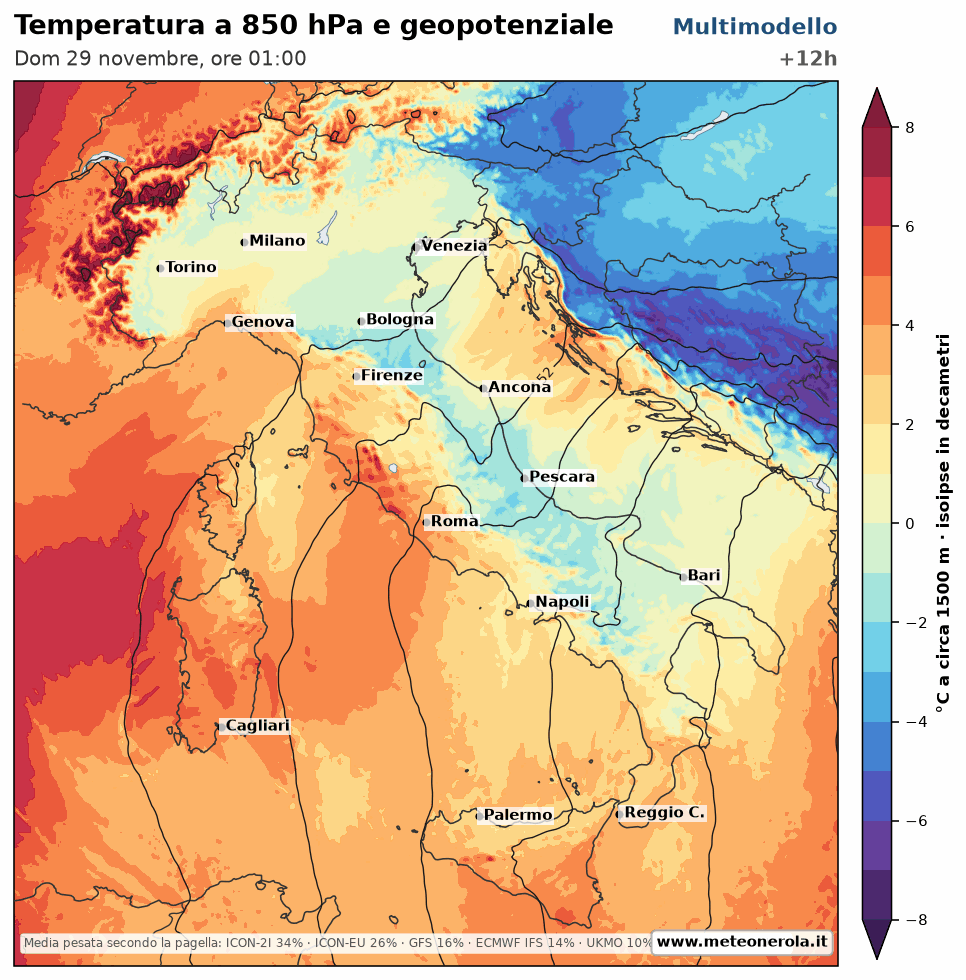 Temperatura a 850 hPa e geopotenziale
Multimodello
Dom 29 novembre, ore 01:00
+12h
Milano
Venezia
Torino
Genova
Bologna
Firenze
Ancona
Pescara
Roma
Bari
Napoli
Cagliari
Palermo
Reggio C.
8
6
4
2
0
−2
−4
−6
−8
°C a circa 1500 m · isoipse in decametri
Media pesata secondo la pagella: ICON-2I 34% · ICON-EU 26% · GFS 16% · ECMWF IFS 14% · UKMO 10%
www.meteonerola.it